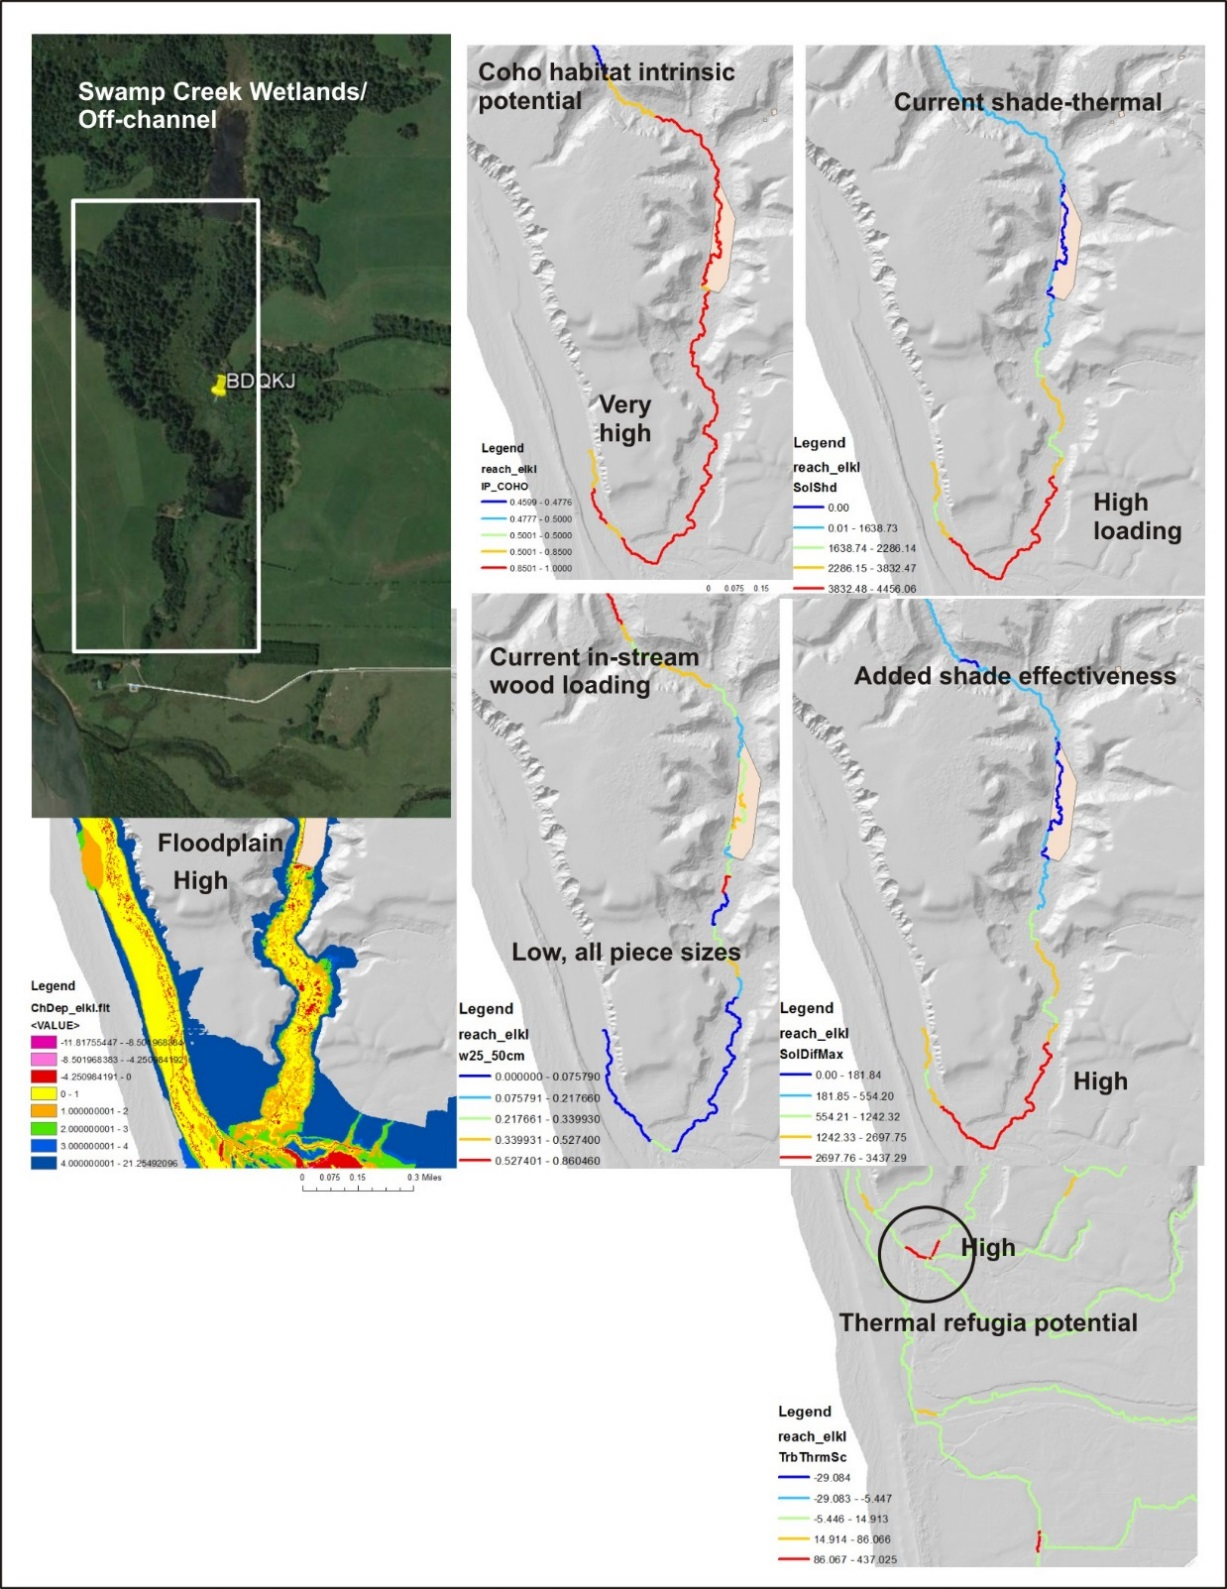 Swamp Creek Wetlands/
Off-channel
BDQKJ
Coho habitat intrinsic
potential
Very
high
Legend
reach_elkl
IP_COHO
0.4599 - 0.4776
0.4777 - 0.5000
0.5001 - 0.5000
0.5001 - 0.8500
0.8501 - 1.0000
0 0.075 0.15
Current shade-thermal
High
loading
Legend
reach_elkl
SolShd
0.00
0.01 - 1638.73
1638.74 - 2286.14
2286.15 - 3832.47
3832.48 - 4456.06
Floodplain
High
Legend
ChDep_elkl.flt
<VALUE>
-11.81755447 - -8.501968384
-8.501968383 - -4.250984192
-4.250984191 - 0
0 - 1
1.000000001 - 2
2.000000001 - 3
3.000000001 - 4
4.000000001 - 21.25492096
0 0.075 0.15 0.3 Miles
Current in-stream
wood loading
Low, all piece sizes
Legend
reach_elkl
w25_50cm
0.000000 - 0.075790
0.075791 - 0.217660
0.217661 - 0.339930
0.339931 - 0.527400
0.527401 - 0.860460
Added shade effectiveness
High
Legend
reach_elkl
SolDifMax
0.00 - 181.84
181.85 - 554.20
554.21 - 1242.32
1242.33 - 2697.75
2697.76 - 3437.29
High
Thermal refugia potential
Legend
reach_elkl
TrbThrmSc
-29.084
-29.083 - -5.447
-5.446 - 14.913
14.914 - 86.066
86.067 - 437.025